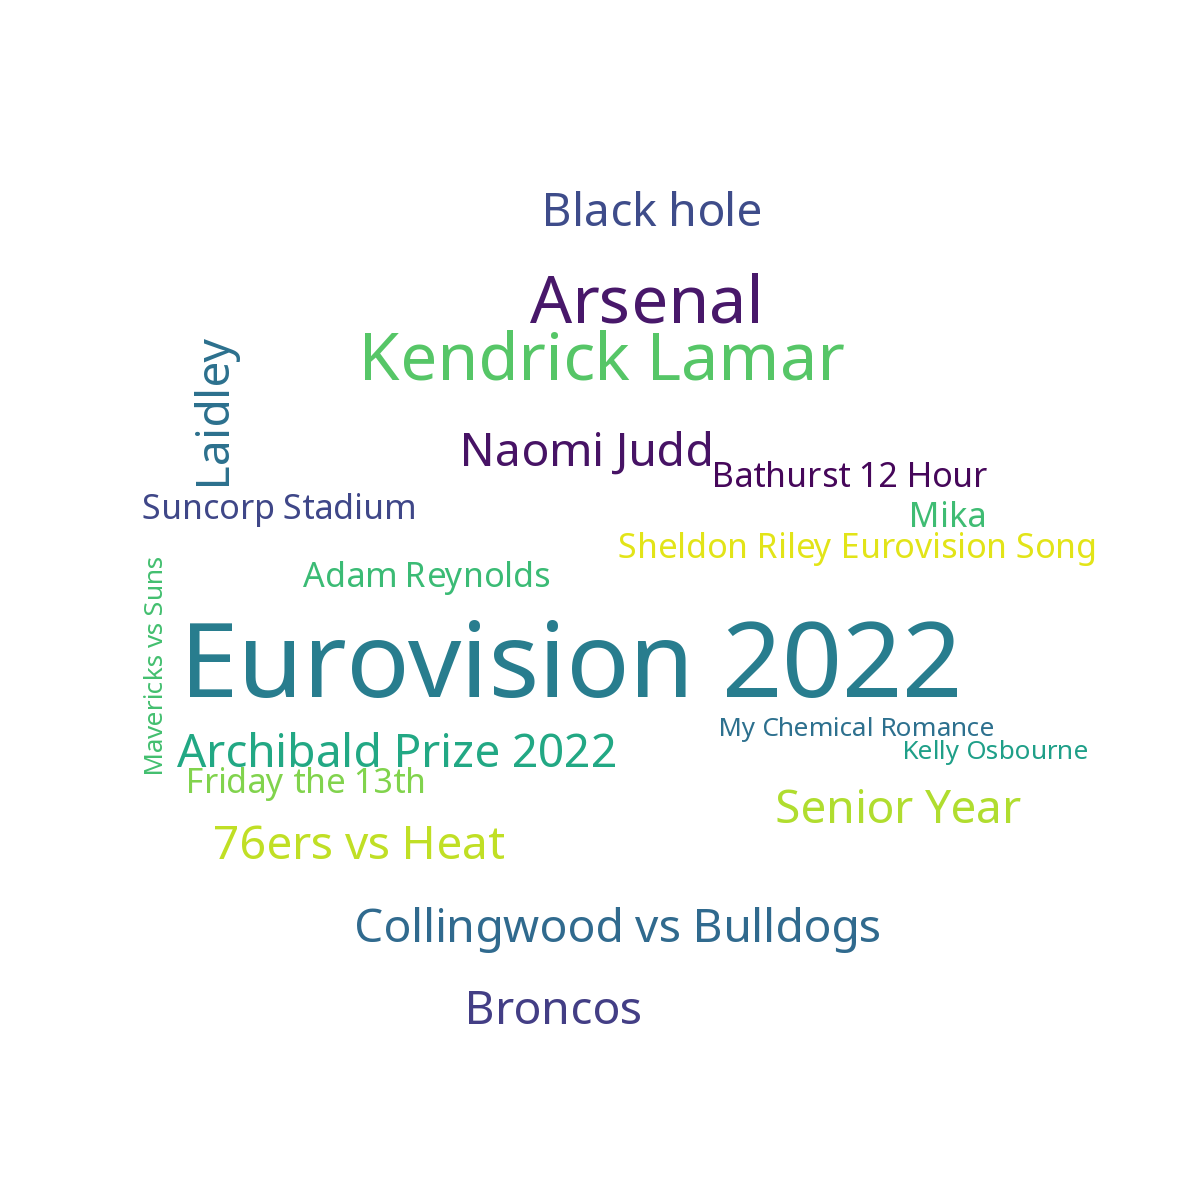 Black hole
Arsenal
Kendrick Lamar
Laidley
Naomi Judd
Bathurst 12 Hour
Suncorp Stadium
Mika
Sheldon Riley Eurovision Song
Adam Reynolds
Mavericks vs Suns
Eurovision 2022
My Chemical Romance
Archibald Prize 2022
Kelly Osbourne
Friday the 13th
Senior Year
76ers vs Heat
Collingwood vs Bulldogs
Broncos